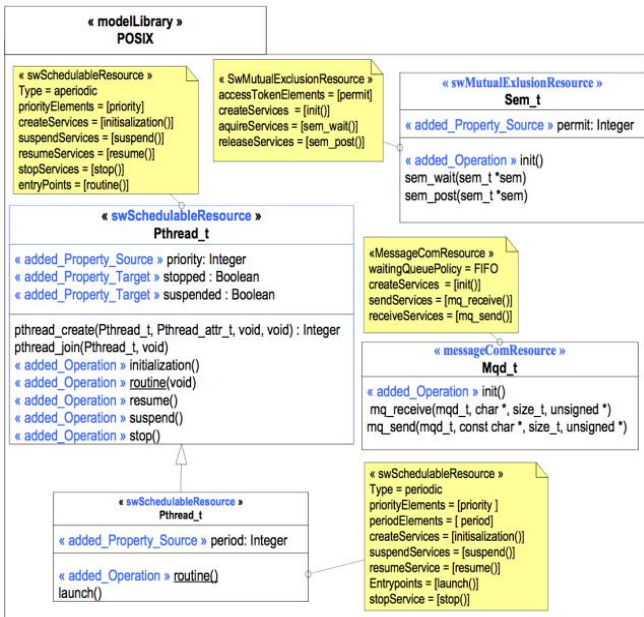 « modelLibrary »
POSIX
« swSchedulableResource »
Type = aperiodic
priorityElements = [priority]
createServices = [initisalization()]
suspendServices = [suspend()]
resumeServices = [resume()]
stopServices = [stop()]
entryPoints = [routine()]
« SwMutualExclusionResource »
accessTokenElements = [permit]
createServices = [init()]
aquireServices = [sem_wait()]
releaseServices = [sem_post()]
« swMutualExlusionResource »
Sem_t
« added_Property_Source » permit: Integer
« added_Operation » init()
sem_wait(sem_t *sem)
sem_post(sem_t *sem)
« swSchedulableResource »
Pthread_t
« added_Property_Source » priority: Integer
« added_Property_Target » stopped : Boolean
« added_Property_Target » suspended : Boolean
pthread_create(Pthread_t, Pthread_attr_t, void, void) : Integer
pthread_join(Pthread_t, void)
« added_Operation » initialization()
« added_Operation » routine(void)
« added_Operation » resume()
« added_Operation » suspend()
« added_Operation » stop()
«MessageComResource »
waitingQueuePolicy = FIFO
createServices = [init()]
sendServices = [mq_receive()]
receiveServices = [mq_send()]
« messageComResource »
Mqd_t
« added_Operation » init()
mq_receive(mqd_t, char *, size_t, unsigned *)
mq_send(mqd_t, const char *, size_t, unsigned *)
« swSchedulableResource »
Pthread_t
« added_Property_Source » period: Integer
« added_Operation » routine()
launch()
« swSchedulableResource »
Type = periodic
priorityElements = [priority ]
periodElements = [ period]
createServices = [initisalization()]
suspendServices = [suspend()]
resumeService = [resume()]
Entrypoints = [launch()]
stopService = [stop()]